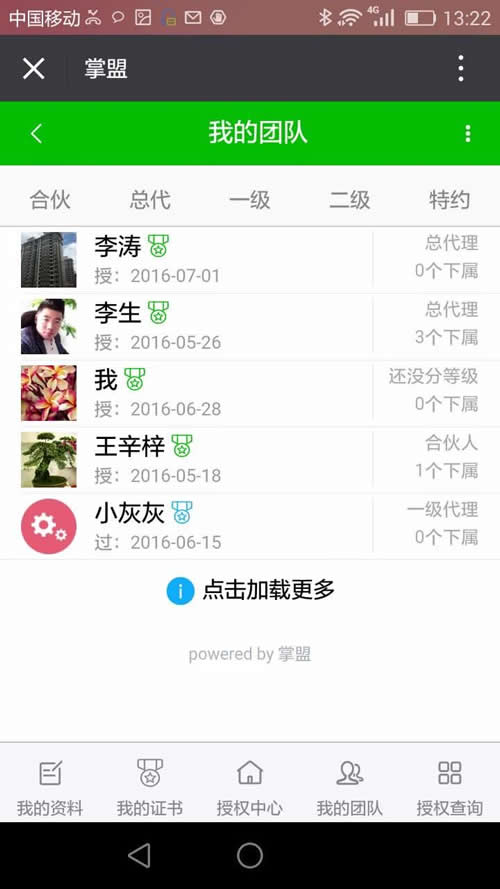 中国移动 4G 13:22
掌盟
我的团队
合伙 总代 一级 二级 特约
李涛 总代理
授：2016-07-01 0个下属
李生 总代理
授：2016-05-26 3个下属
我 还没分等级
授：2016-06-28 0个下属
王辛梓 合伙人
授：2016-05-18 1个下属
小灰灰 一级代理
过：2016-06-15 0个下属
点击加载更多
powered by 掌盟
我的资料 我的证书 授权中心 我的团队 授权查询